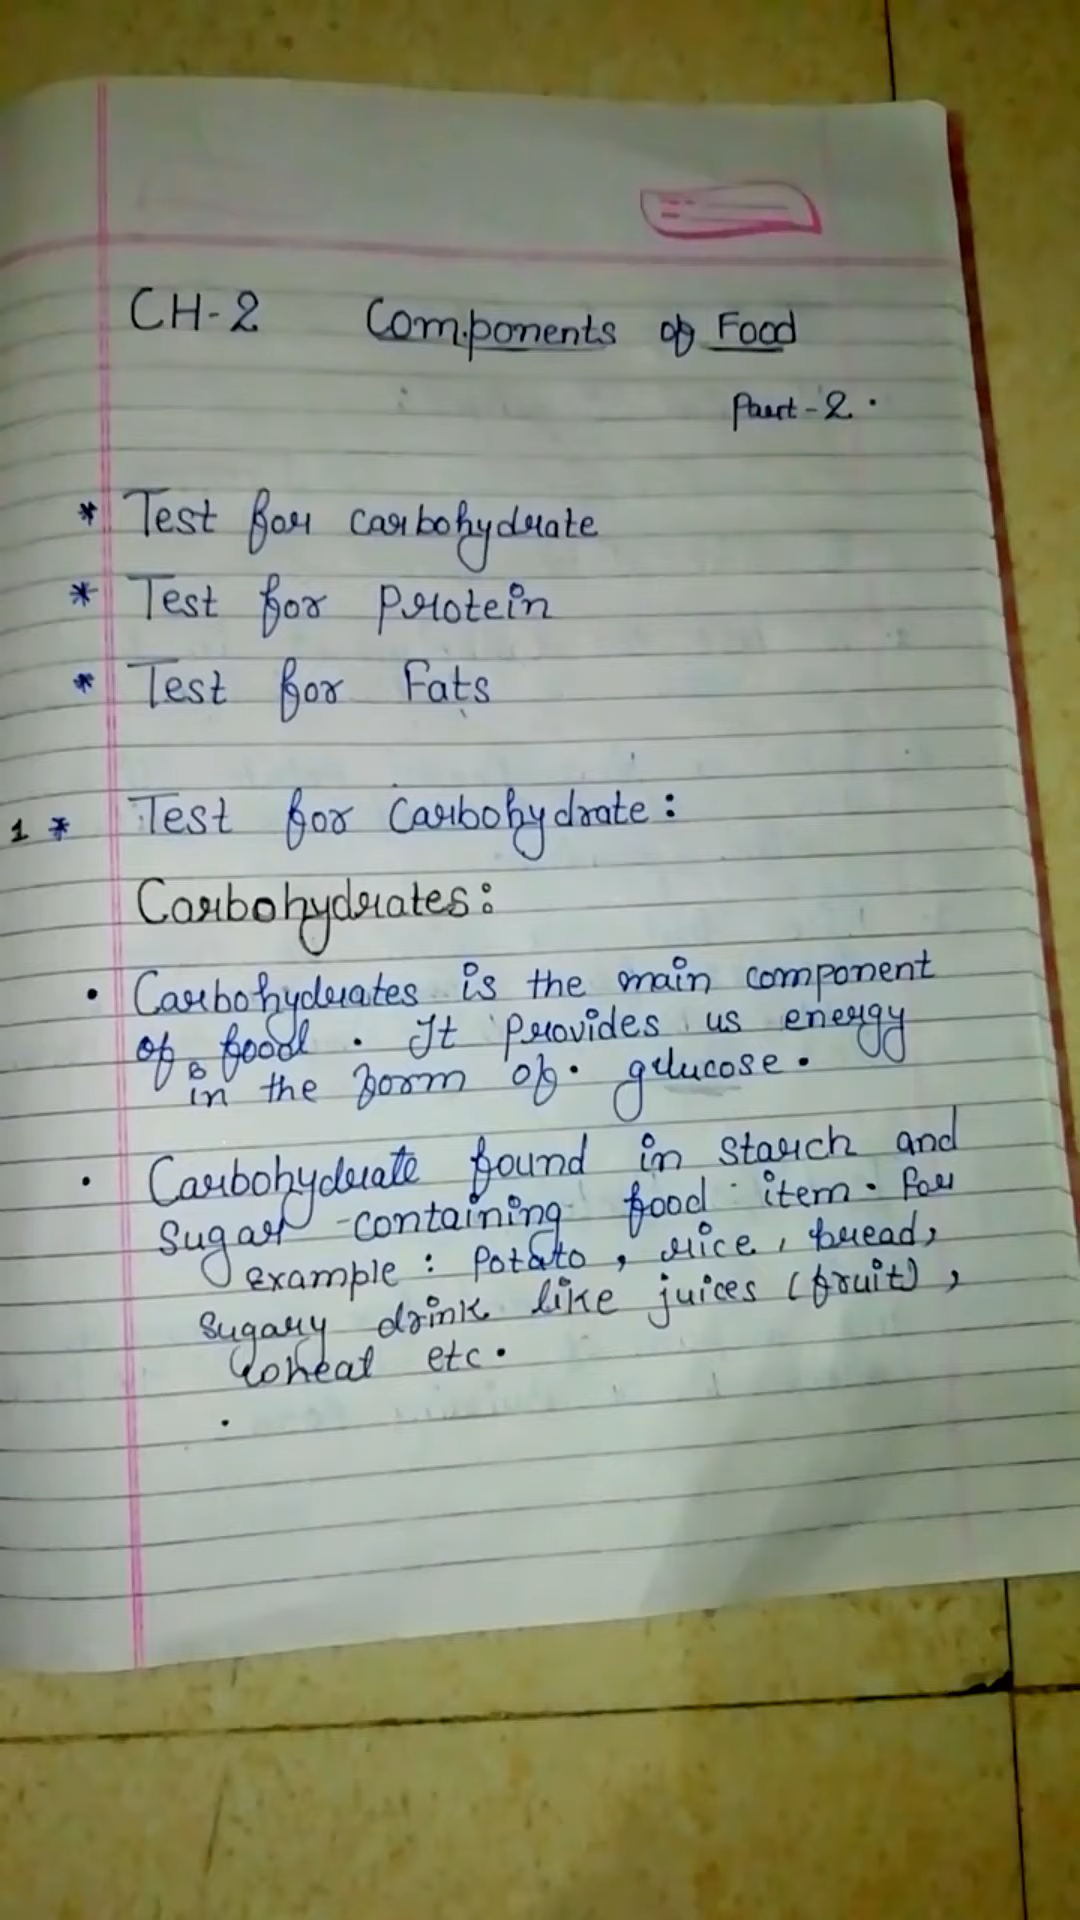 CH-2 Components of Food
Part-2.
* Test for carbohydrate
* Test for Protein
* Test for Fats
1 * Test for Carbohydrate:
Carbohydrates:
• Carbohydrates is the main component
of food. It Provides us energy
in the form of. glucose.
• Carbohydrate found in starch and
Sugar-containing food item. For
example: Potato, rice, bread,
Sugary drink like juices (fruit),
wheat etc.
.